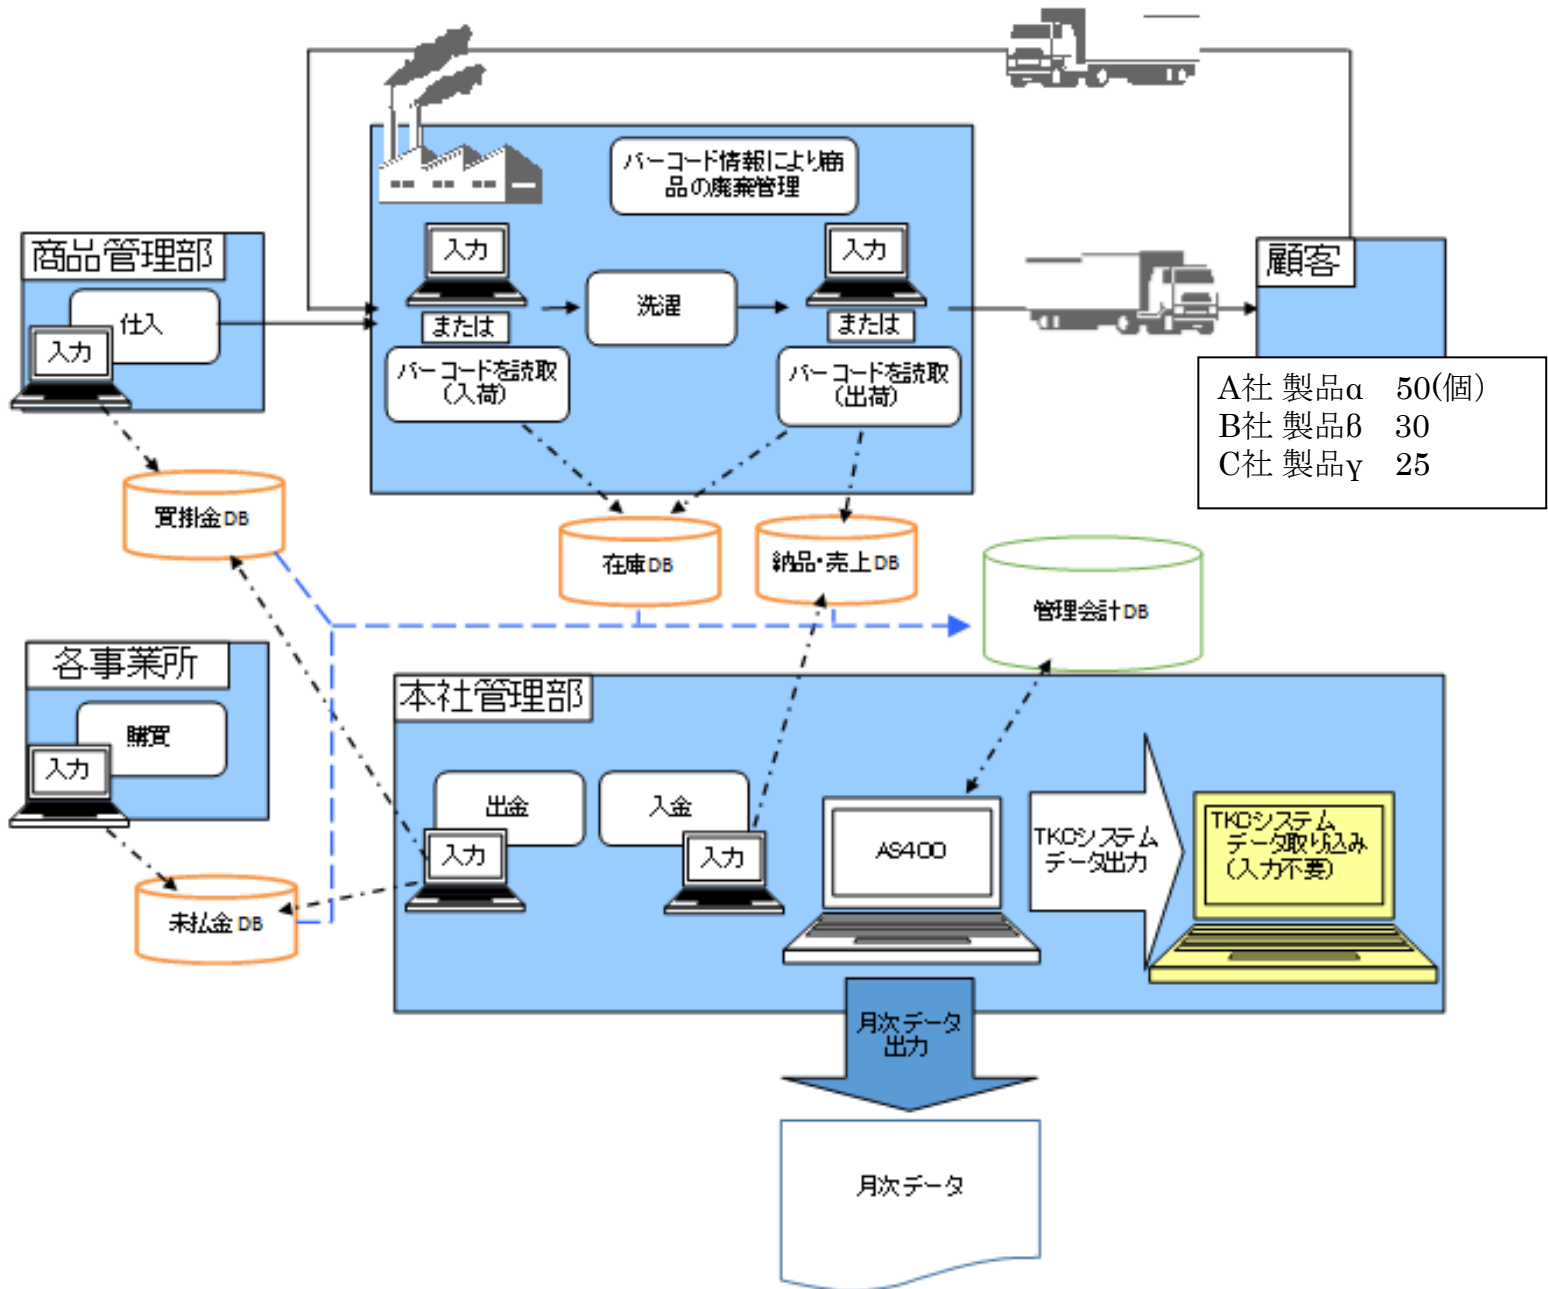 バーコード情報により商
品の廃棄管理
商品管理部
仕入
入力
入力
または
バーコードを読取
(入荷)
洗濯
入力
または
バーコードを読取
(出荷)
顧客
A社 製品α 50(個)
B社 製品β 30
C社 製品γ 25
買掛金DB
在庫DB
納品・売上DB
管理会計DB
各事業所
購買
入力
未払金DB
本社管理部
出金
入力
入金
入力
AS400
TKCシステム
データ出力
TKCシステム
データ取り込み
(入力不要)
月次データ
出力
月次データ